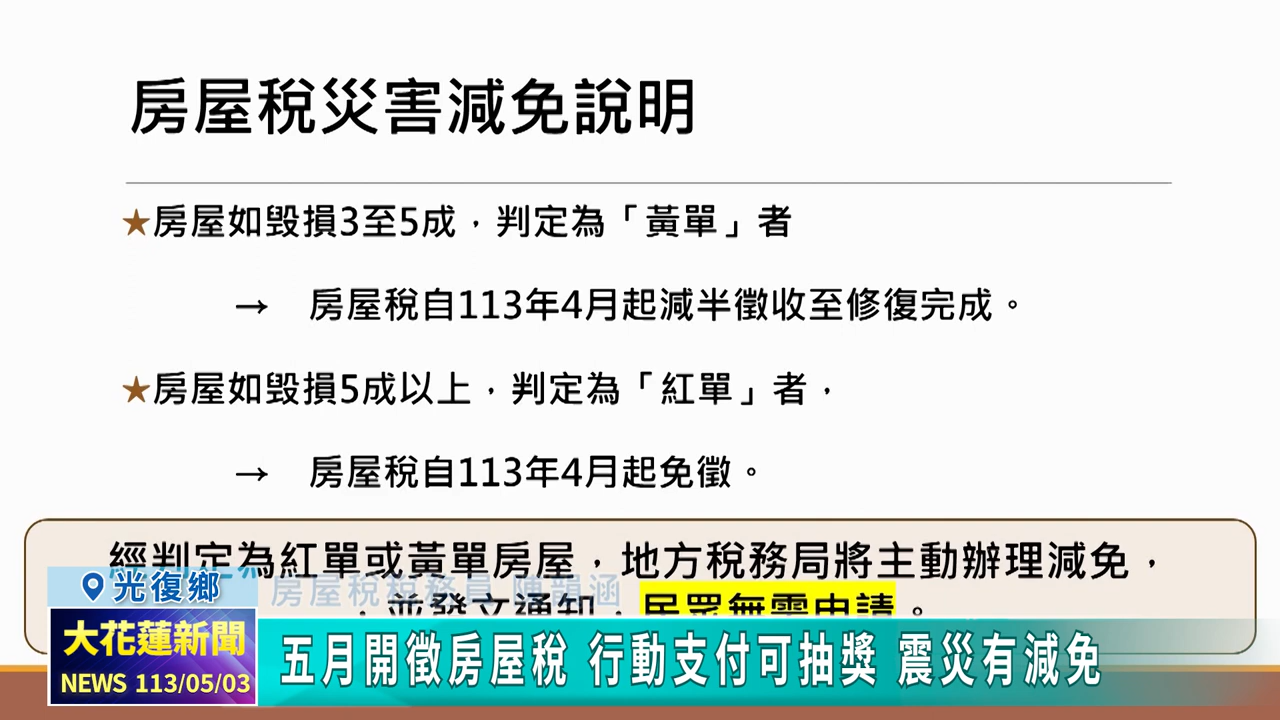 房屋稅災害減免說明
★房屋如毀損3至5成，判定為「黃單」者
→ 房屋稅自113年4月起減半徵收至修復完成。
★房屋如毀損5成以上，判定為「紅單」者，
→ 房屋稅自113年4月起免徵。
經判定為紅單或黃單房屋，地方稅務局將主動辦理減免，
，並發文通知，民眾無需申請。
光復鄉
大花蓮新聞
NEWS 113/05/03
五月開徵房屋稅 行動支付可抽獎 震災有減免